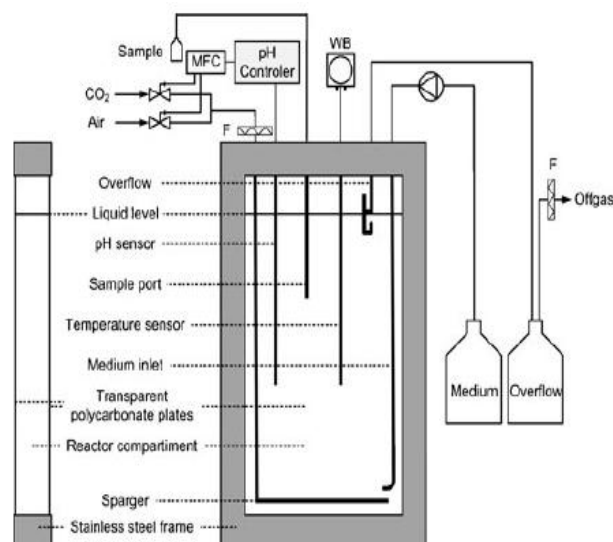 Sample
MFC
pH
Controler
WB
CO₂
Air
F
F
Offgas
Overflow
Liquid level
pH sensor
Sample port
Temperature sensor
Medium inlet
Transparent
polycarbonate plates
Reactor compartiment
Sparger
Stainless steel frame
Medium
Overflow